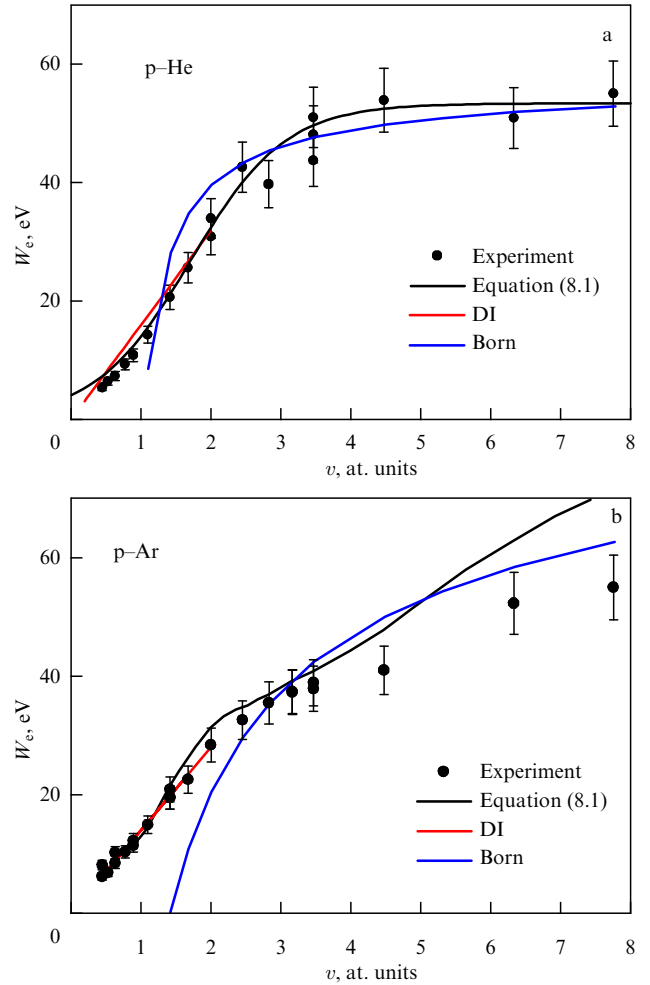 a
p–He
60
40
20
0
Wₑ, eV
Experiment
Equation (8.1)
DI
Born
1 2 3 4 5 6 7 8
v, at. units
b
p–Ar
60
40
20
0
Wₑ, eV
Experiment
Equation (8.1)
DI
Born
1 2 3 4 5 6 7 8
v, at. units